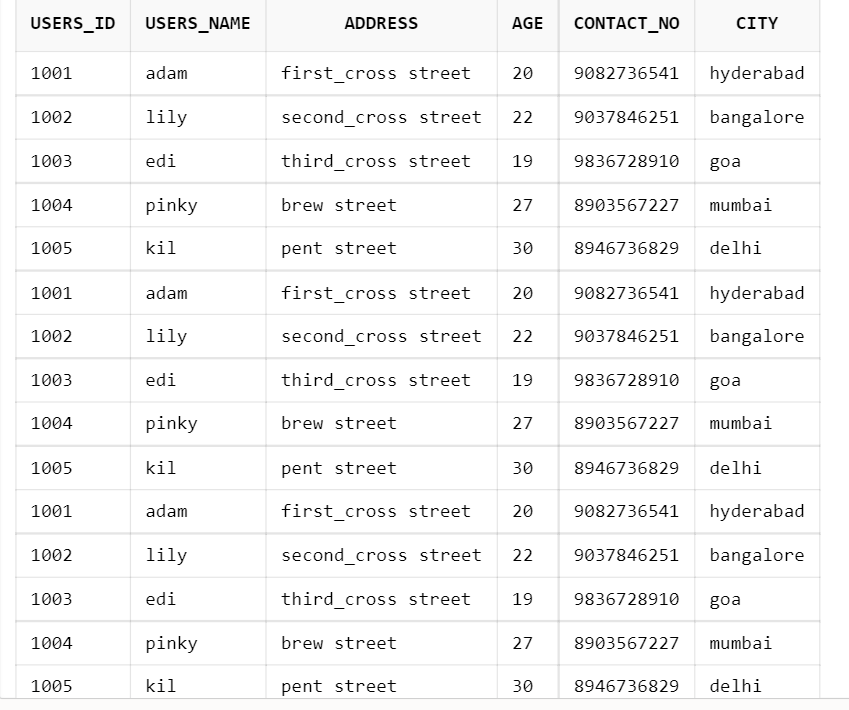 USERS_ID USERS_NAME ADDRESS AGE CONTACT_NO CITY
1001 adam first_cross street 20 9082736541 hyderabad
1002 lily second_cross street 22 9037846251 bangalore
1003 edi third_cross street 19 9836728910 goa
1004 pinky brew street 27 8903567227 mumbai
1005 kil pent street 30 8946736829 delhi
1001 adam first_cross street 20 9082736541 hyderabad
1002 lily second_cross street 22 9037846251 bangalore
1003 edi third_cross street 19 9836728910 goa
1004 pinky brew street 27 8903567227 mumbai
1005 kil pent street 30 8946736829 delhi
1001 adam first_cross street 20 9082736541 hyderabad
1002 lily second_cross street 22 9037846251 bangalore
1003 edi third_cross street 19 9836728910 goa
1004 pinky brew street 27 8903567227 mumbai
1005 kil pent street 30 8946736829 delhi